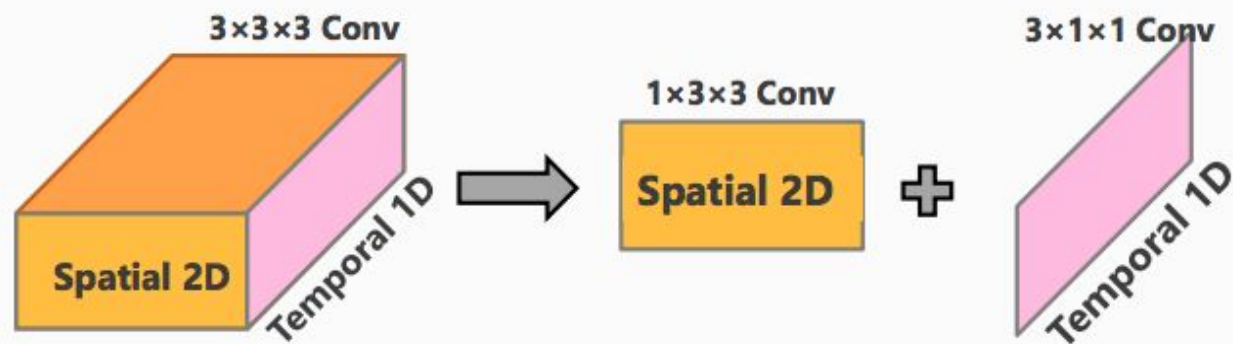 3×3×3 Conv
Spatial 2D
Temporal 1D
1×3×3 Conv
Spatial 2D
3×1×1 Conv
Temporal 1D